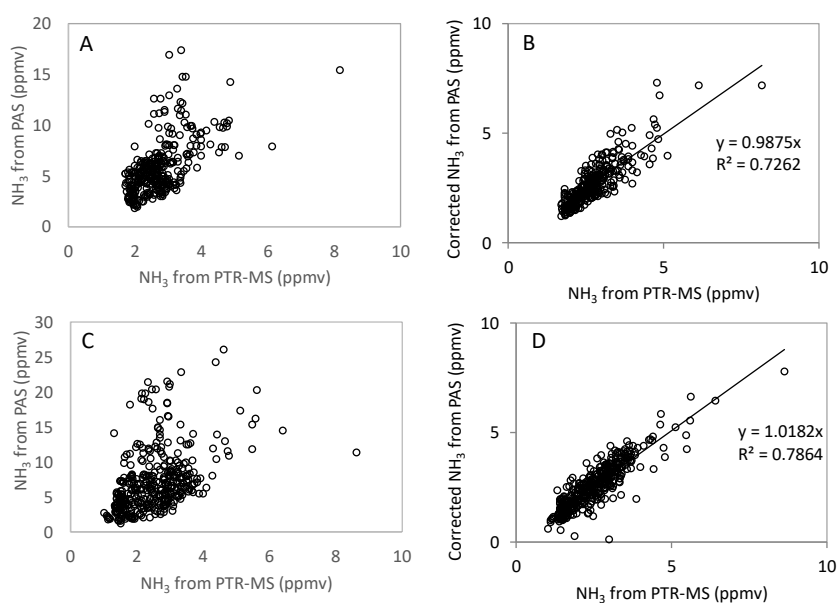 A
NH₃ from PAS (ppmv)
20
15
10
5
0
0 2 4 6 8 10
NH₃ from PTR-MS (ppmv)
B
Corrected NH₃ from PAS (ppmv)
10
5
0
y = 0.9875x
R² = 0.7262
0 5 10
NH₃ from PTR-MS (ppmv)
C
NH₃ from PAS (ppmv)
30
25
20
15
10
5
0
0 2 4 6 8 10
NH₃ from PTR-MS (ppmv)
D
Corrected NH₃ from PAS (ppmv)
10
5
0
y = 1.0182x
R² = 0.7864
0 5 10
NH₃ from PTR-MS (ppmv)